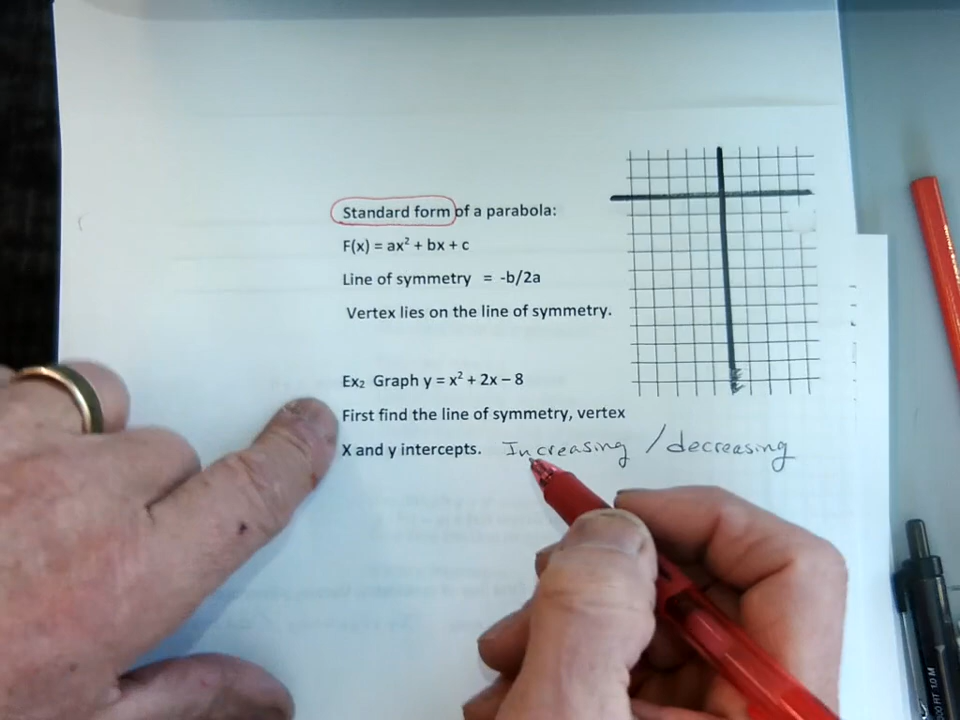 Standard form of a parabola:
F(x) = ax² + bx + c
Line of symmetry = -b/2a
Vertex lies on the line of symmetry.
Ex₂ Graph y = x² + 2x – 8
First find the line of symmetry, vertex
X and y intercepts. Increasing / decreasing